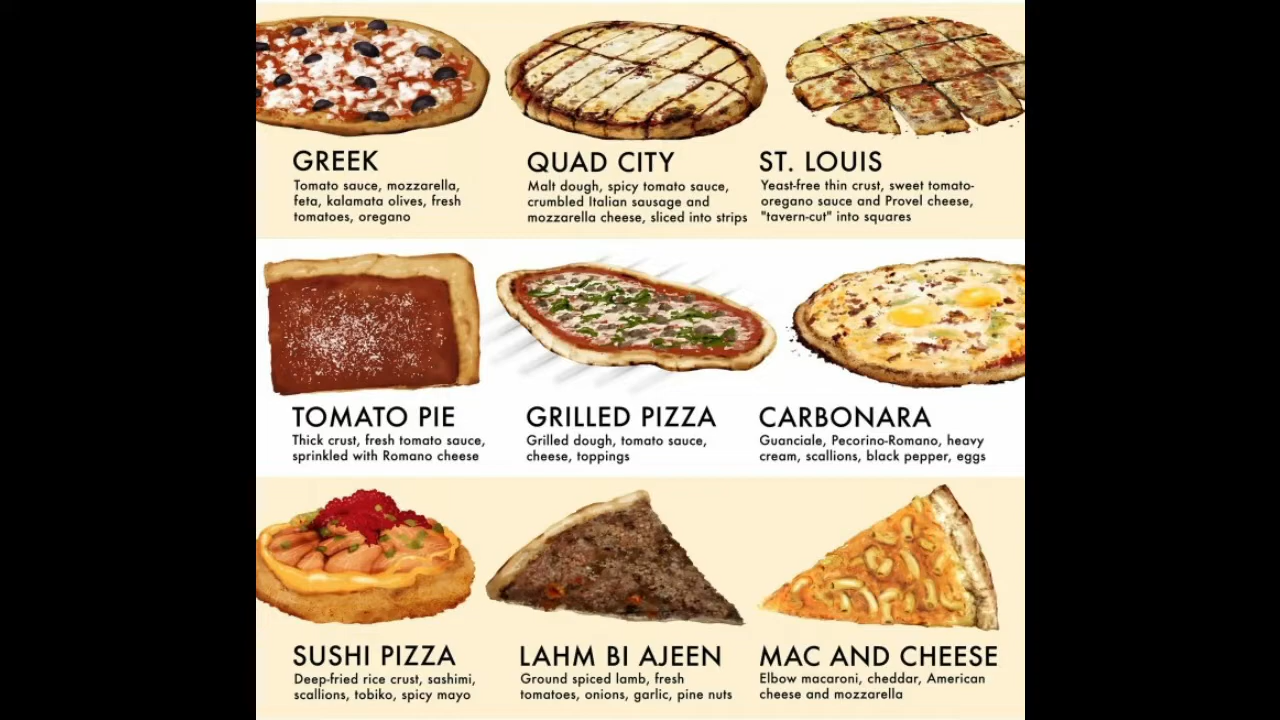 GREEK
Tomato sauce, mozzarella,
feta, kalamata olives, fresh
tomatoes, oregano
QUAD CITY
Malt dough, spicy tomato sauce,
crumbled Italian sausage and
mozzarella cheese, sliced into strips
ST. LOUIS
Yeast-free thin crust, sweet tomato-
oregano sauce and Provel cheese,
"tavern-cut" into squares
TOMATO PIE
Thick crust, fresh tomato sauce,
sprinkled with Romano cheese
GRILLED PIZZA
Grilled dough, tomato sauce,
cheese, toppings
CARBONARA
Guanciale, Pecorino-Romano, heavy
cream, scallions, black pepper, eggs
SUSHI PIZZA
Deep-fried rice crust, sashimi,
scallions, tobiko, spicy mayo
LAHM BI AJEEN
Ground spiced lamb, fresh
tomatoes, onions, garlic, pine nuts
MAC AND CHEESE
Elbow macaroni, cheddar, American
cheese and mozzarella